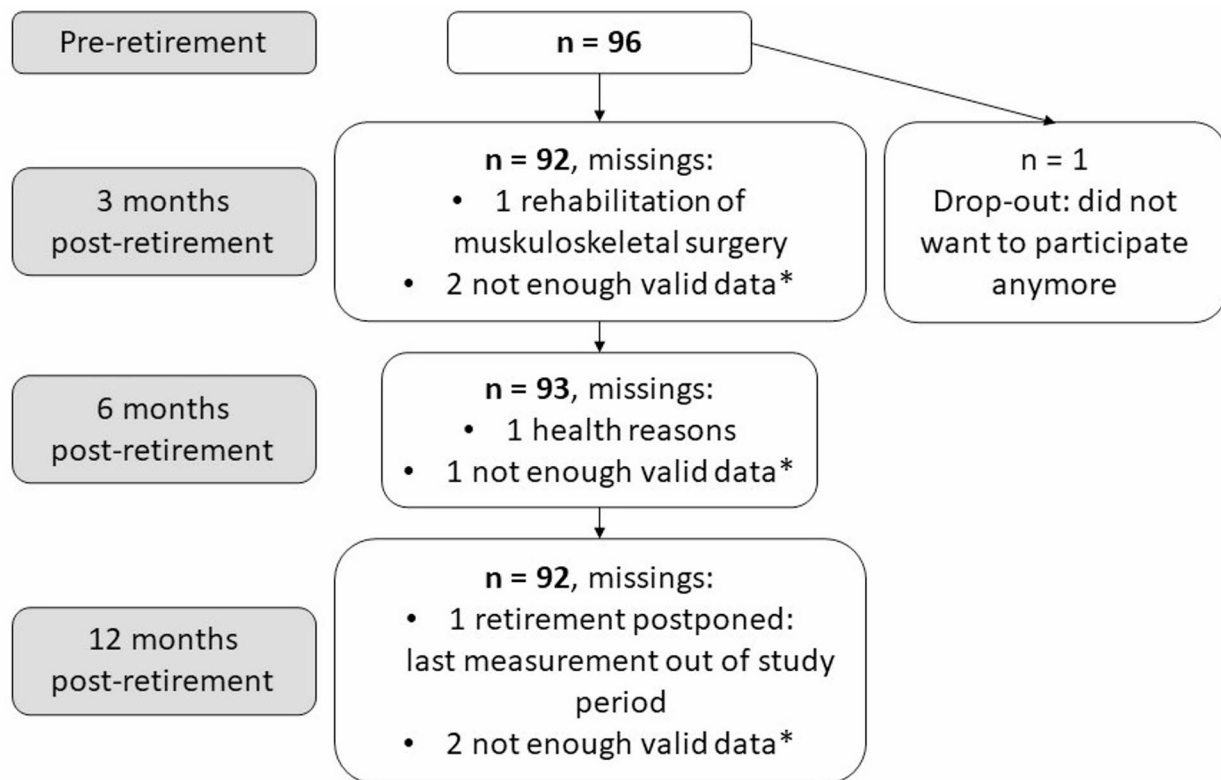 Pre-retirement
n = 96
3 months
post-retirement
n = 92, missings:
• 1 rehabilitation of
muskuloskeletal surgery
• 2 not enough valid data*
n = 1
Drop-out: did not
want to participate
anymore
6 months
post-retirement
n = 93, missings:
• 1 health reasons
• 1 not enough valid data*
12 months
post-retirement
n = 92, missings:
• 1 retirement postponed:
last measurement out of study
period
• 2 not enough valid data*